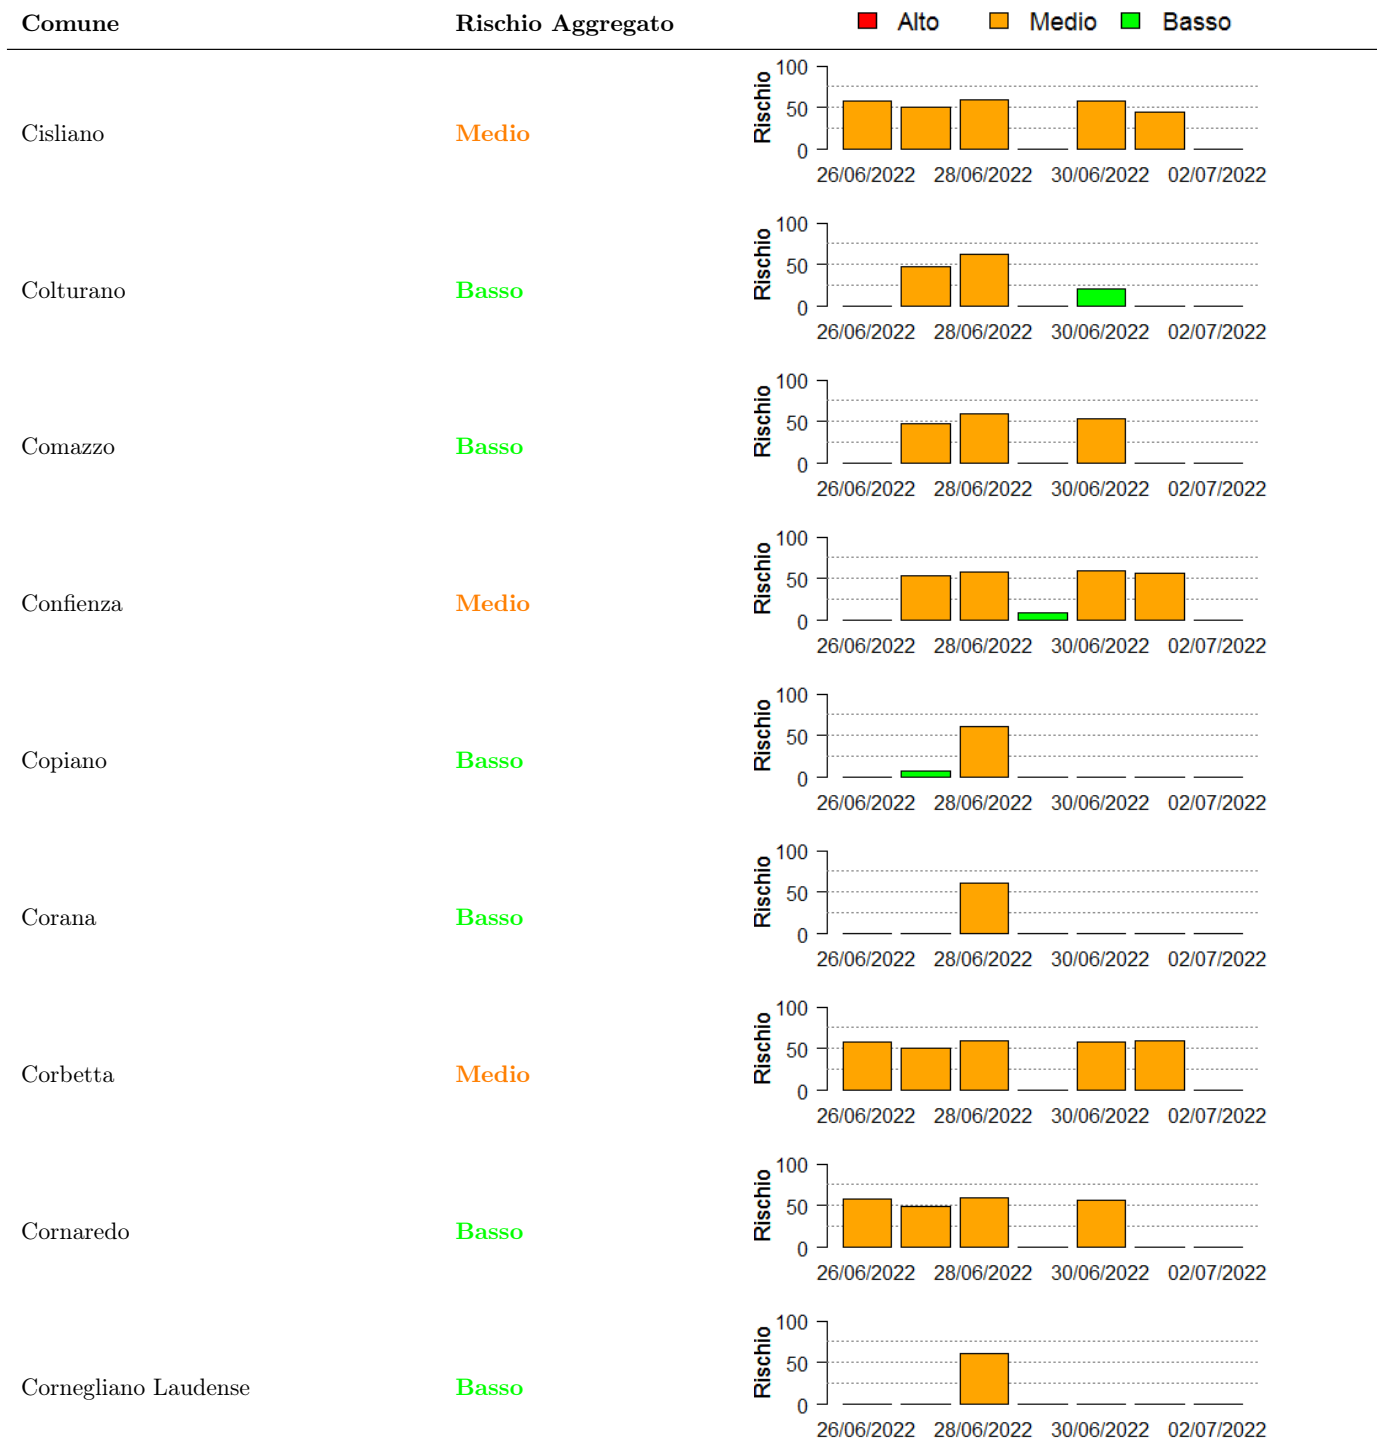 Comune Rischio Aggregato Alto Medio Basso
Cisliano Medio
Rischio
100
50
0
26/06/2022 28/06/2022 30/06/2022 02/07/2022
Colturano Basso
Rischio
100
50
0
26/06/2022 28/06/2022 30/06/2022 02/07/2022
Comazzo Basso
Rischio
100
50
0
26/06/2022 28/06/2022 30/06/2022 02/07/2022
Confienza Medio
Rischio
100
50
0
26/06/2022 28/06/2022 30/06/2022 02/07/2022
Copiano Basso
Rischio
100
50
0
26/06/2022 28/06/2022 30/06/2022 02/07/2022
Corana Basso
Rischio
100
50
0
26/06/2022 28/06/2022 30/06/2022 02/07/2022
Corbetta Medio
Rischio
100
50
0
26/06/2022 28/06/2022 30/06/2022 02/07/2022
Cornaredo Basso
Rischio
100
50
0
26/06/2022 28/06/2022 30/06/2022 02/07/2022
Cornegliano Laudense Basso
Rischio
100
50
0
26/06/2022 28/06/2022 30/06/2022 02/07/2022